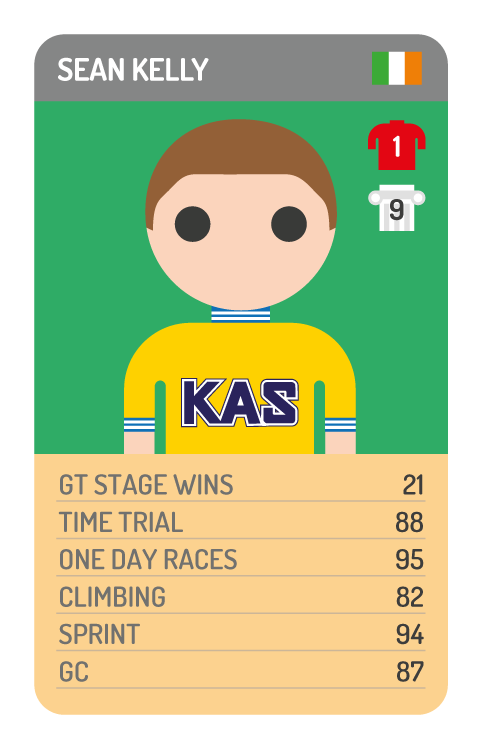 SEAN KELLY
1
9
KAS
GT STAGE WINS 21
TIME TRIAL 88
ONE DAY RACES 95
CLIMBING 82
SPRINT 94
GC 87